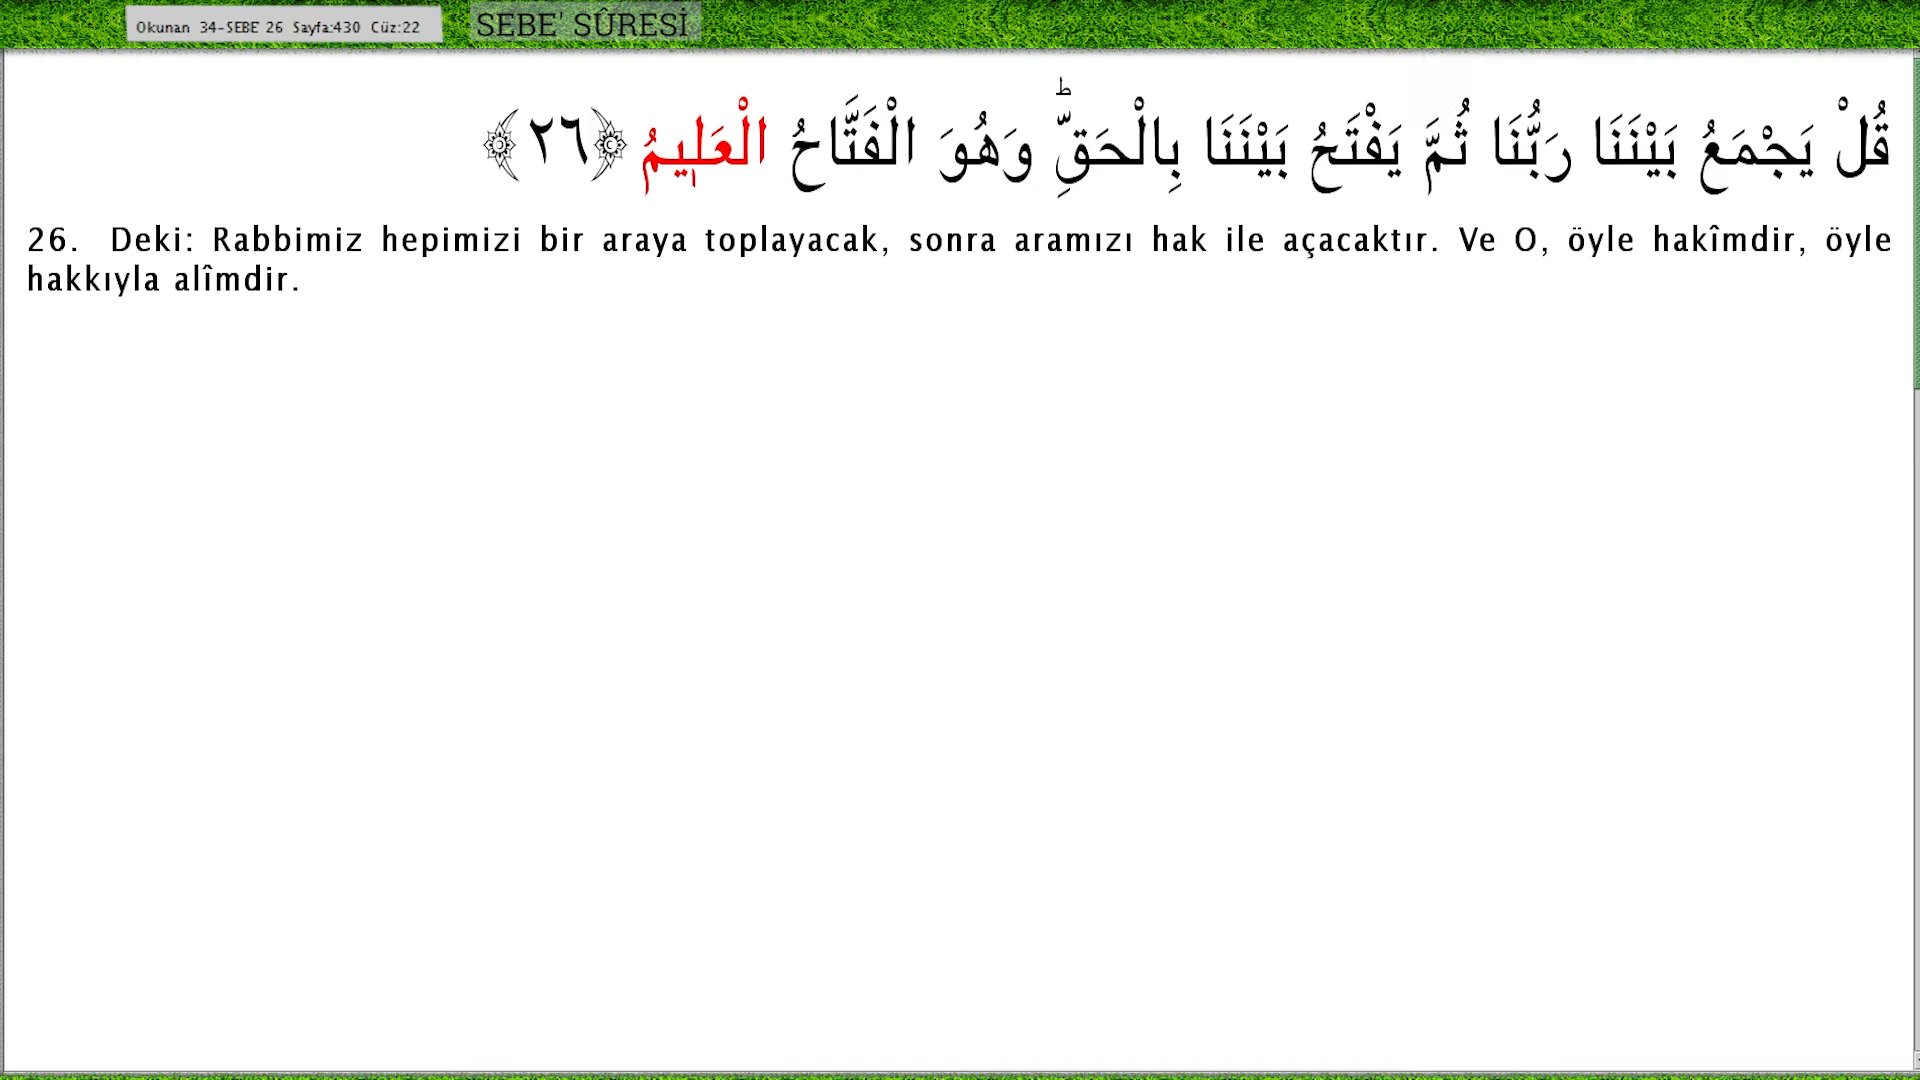 Okunan 34-SEBE 26 Sayfa:430 Cüz:22
SEBE' SÛRESİ
قُلْ يَجْمَعُ بَيْنَنَا رَبُّنَا ثُمَّ يَفْتَحُ بَيْنَنَا بِالْحَقِّۜ وَهُوَ الْفَتَّاحُ الْعَل۪يمُ ﴿٢٦﴾
26. Deki: Rabbimiz hepimizi bir araya toplayacak, sonra aramızı hak ile açacaktır. Ve O, öyle hakîmdir, öyle
hakkıyla alîmdir.